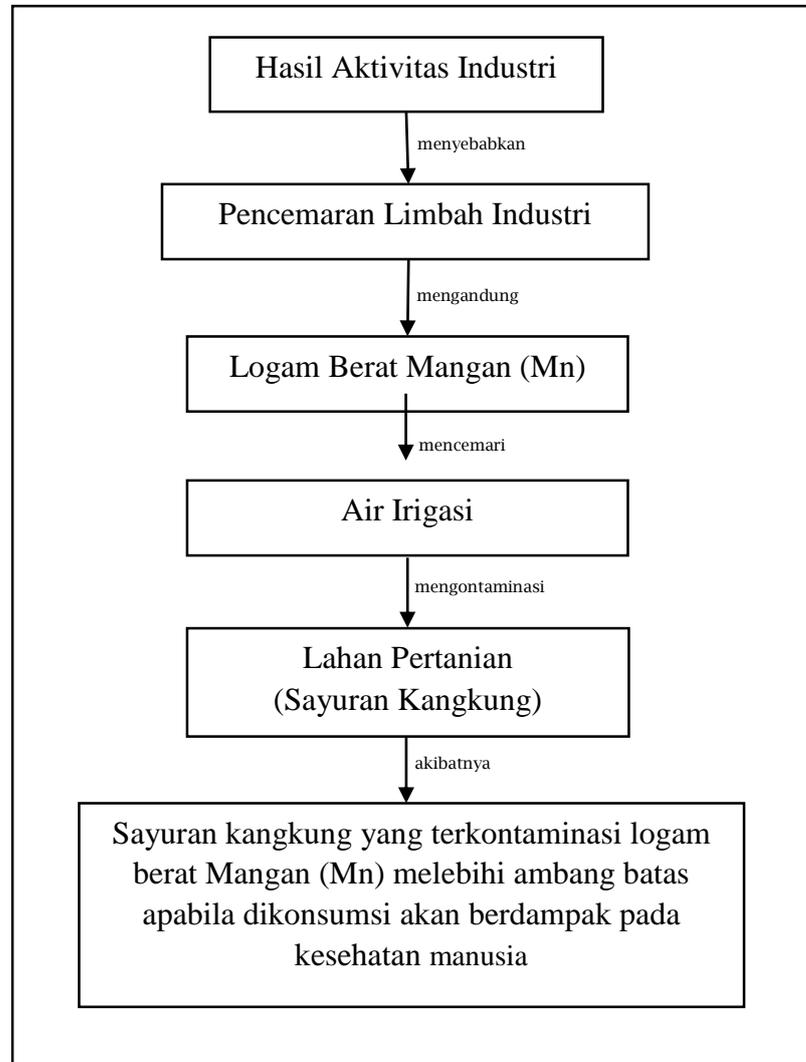 Hasil Aktivitas Industri
menyebabkan
Pencemaran Limbah Industri
mengandung
Logam Berat Mangan (Mn)
mencemari
Air Irigasi
mengontaminasi
Lahan Pertanian
(Sayuran Kangkung)
akibatnya
Sayuran kangkung yang terkontaminasi logam
berat Mangan (Mn) melebihi ambang batas
apabila dikonsumsi akan berdampak pada
kesehatan manusia